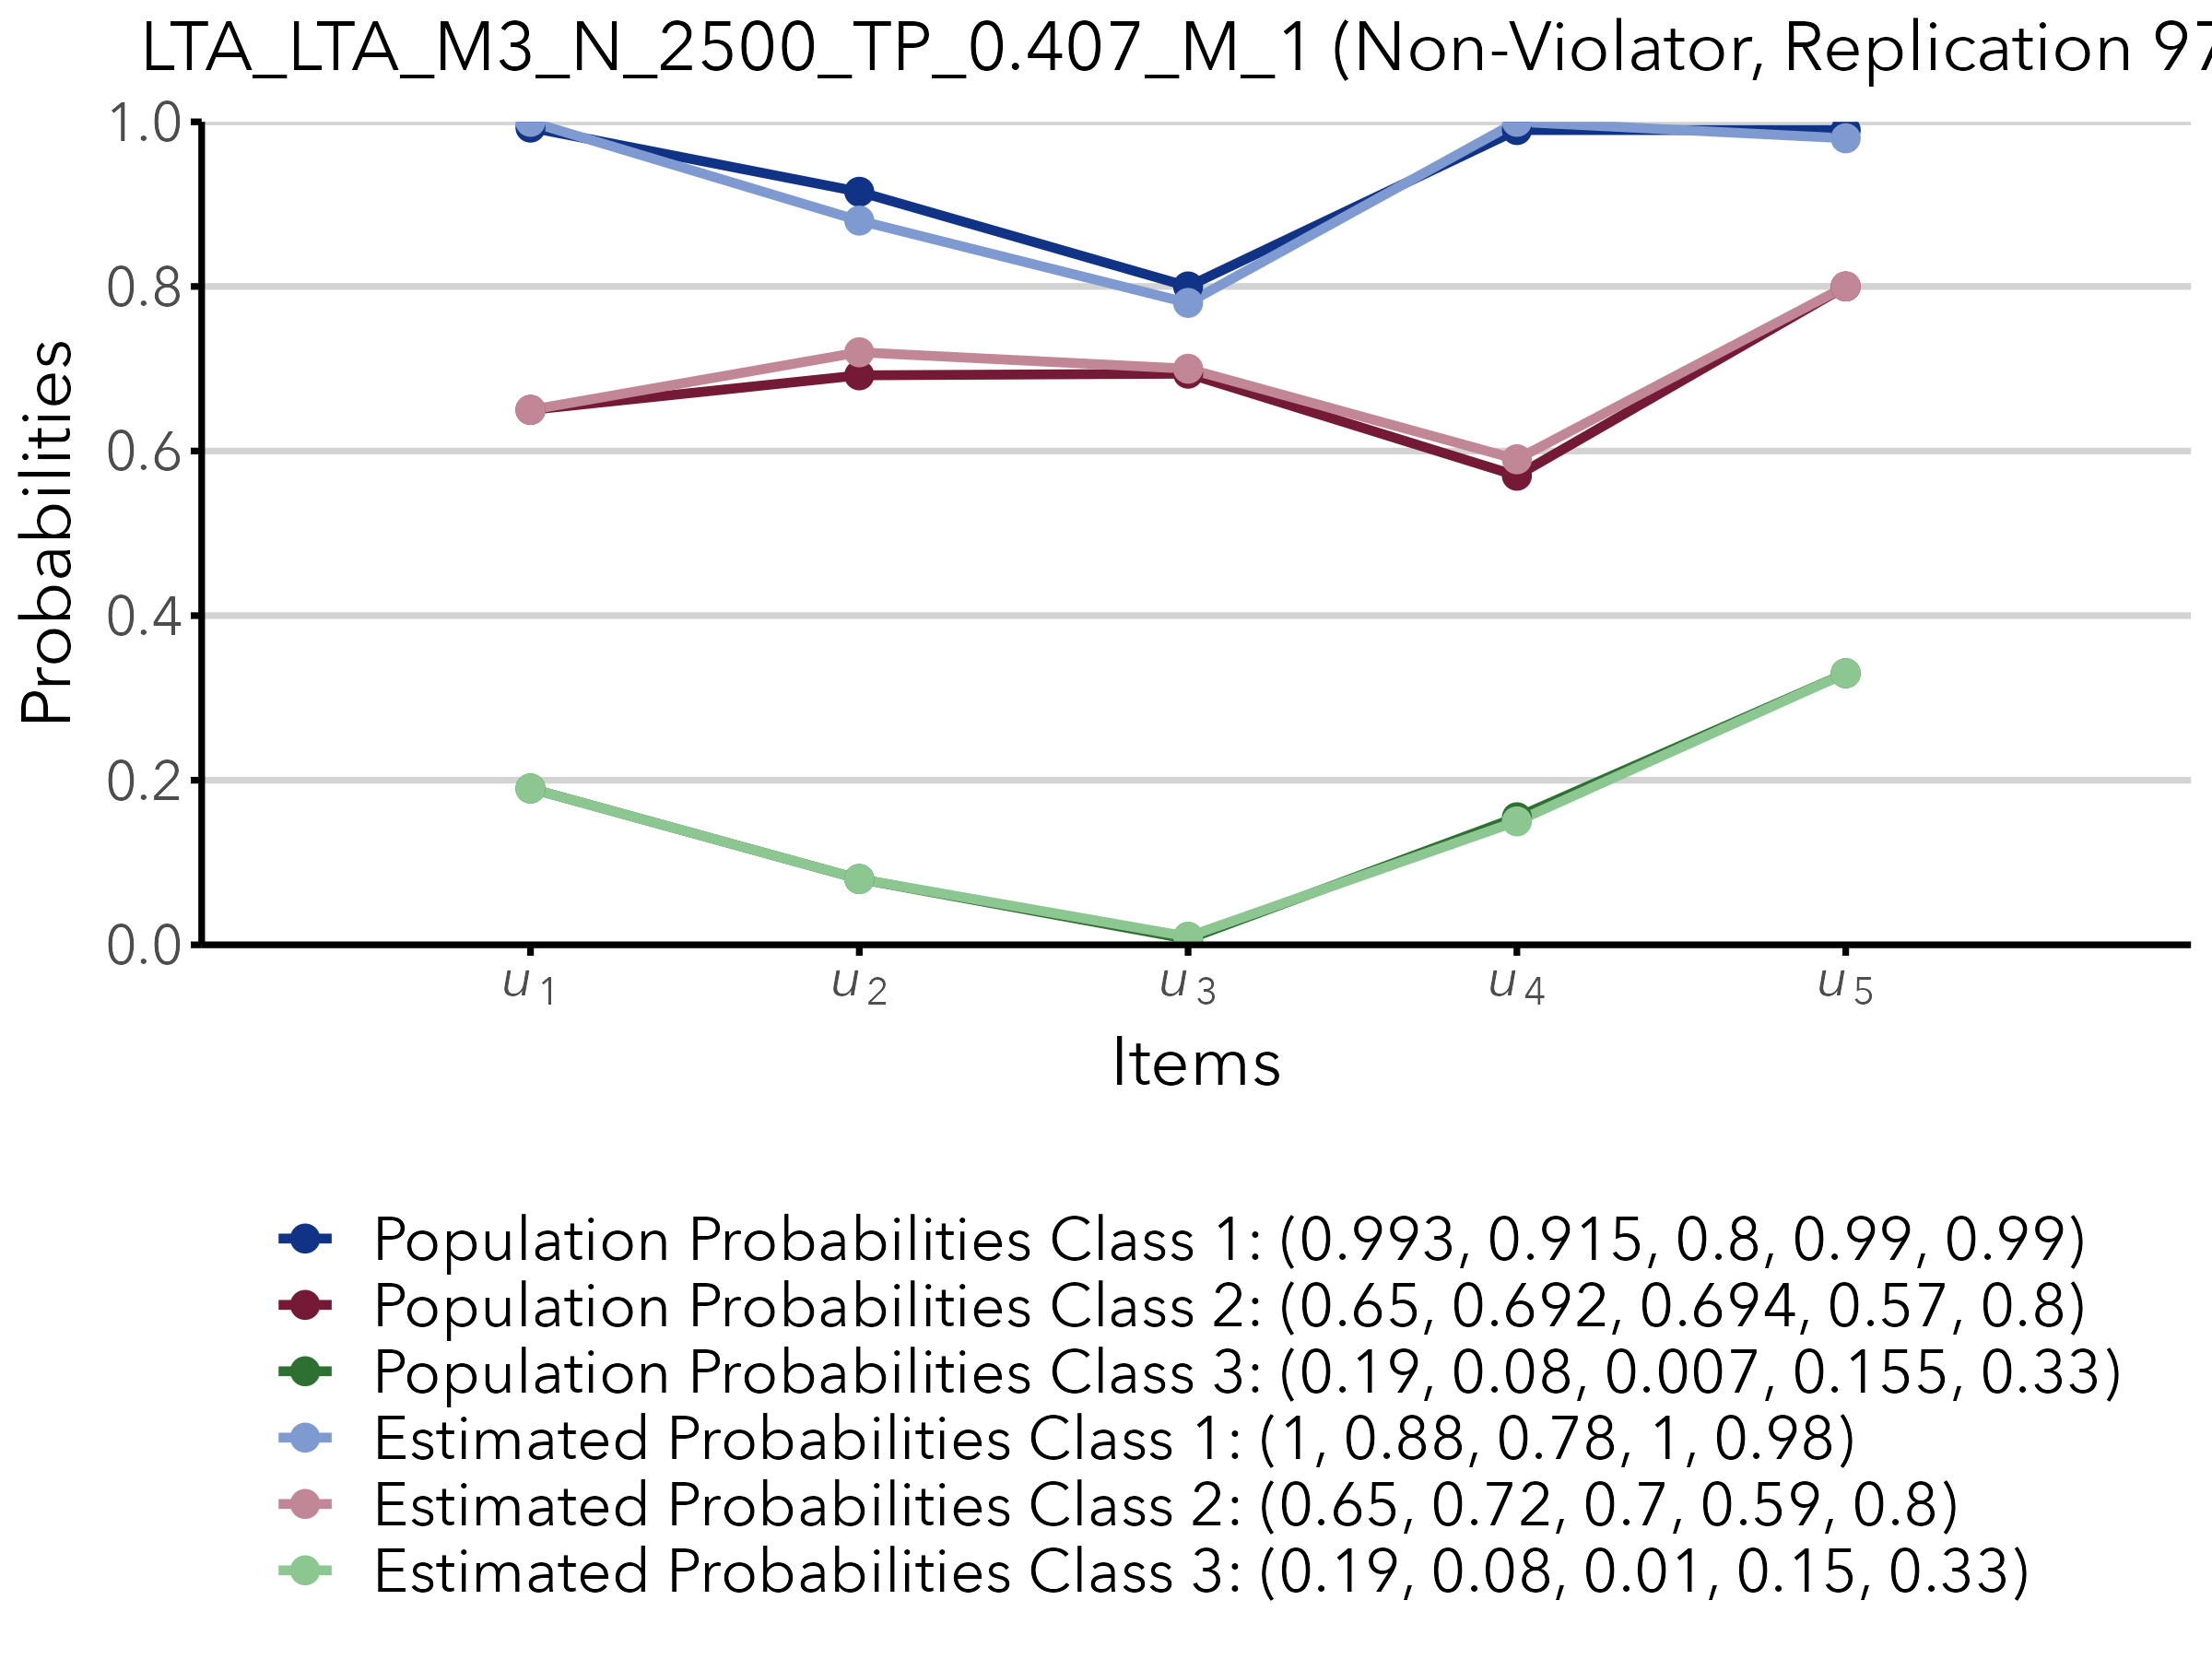 LTA_LTA_M3_N_2500_TP_0.407_M_1 (Non-Violator, Replication 97
1.0
0.8
0.6
0.4
0.2
0.0
Probabilities
u1
u2
u3
u4
u5
Items
Population Probabilities Class 1: (0.993, 0.915, 0.8, 0.99, 0.99)
Population Probabilities Class 2: (0.65, 0.692, 0.694, 0.57, 0.8)
Population Probabilities Class 3: (0.19, 0.08, 0.007, 0.155, 0.33)
Estimated Probabilities Class 1: (1, 0.88, 0.78, 1, 0.98)
Estimated Probabilities Class 2: (0.65, 0.72, 0.7, 0.59, 0.8)
Estimated Probabilities Class 3: (0.19, 0.08, 0.01, 0.15, 0.33)